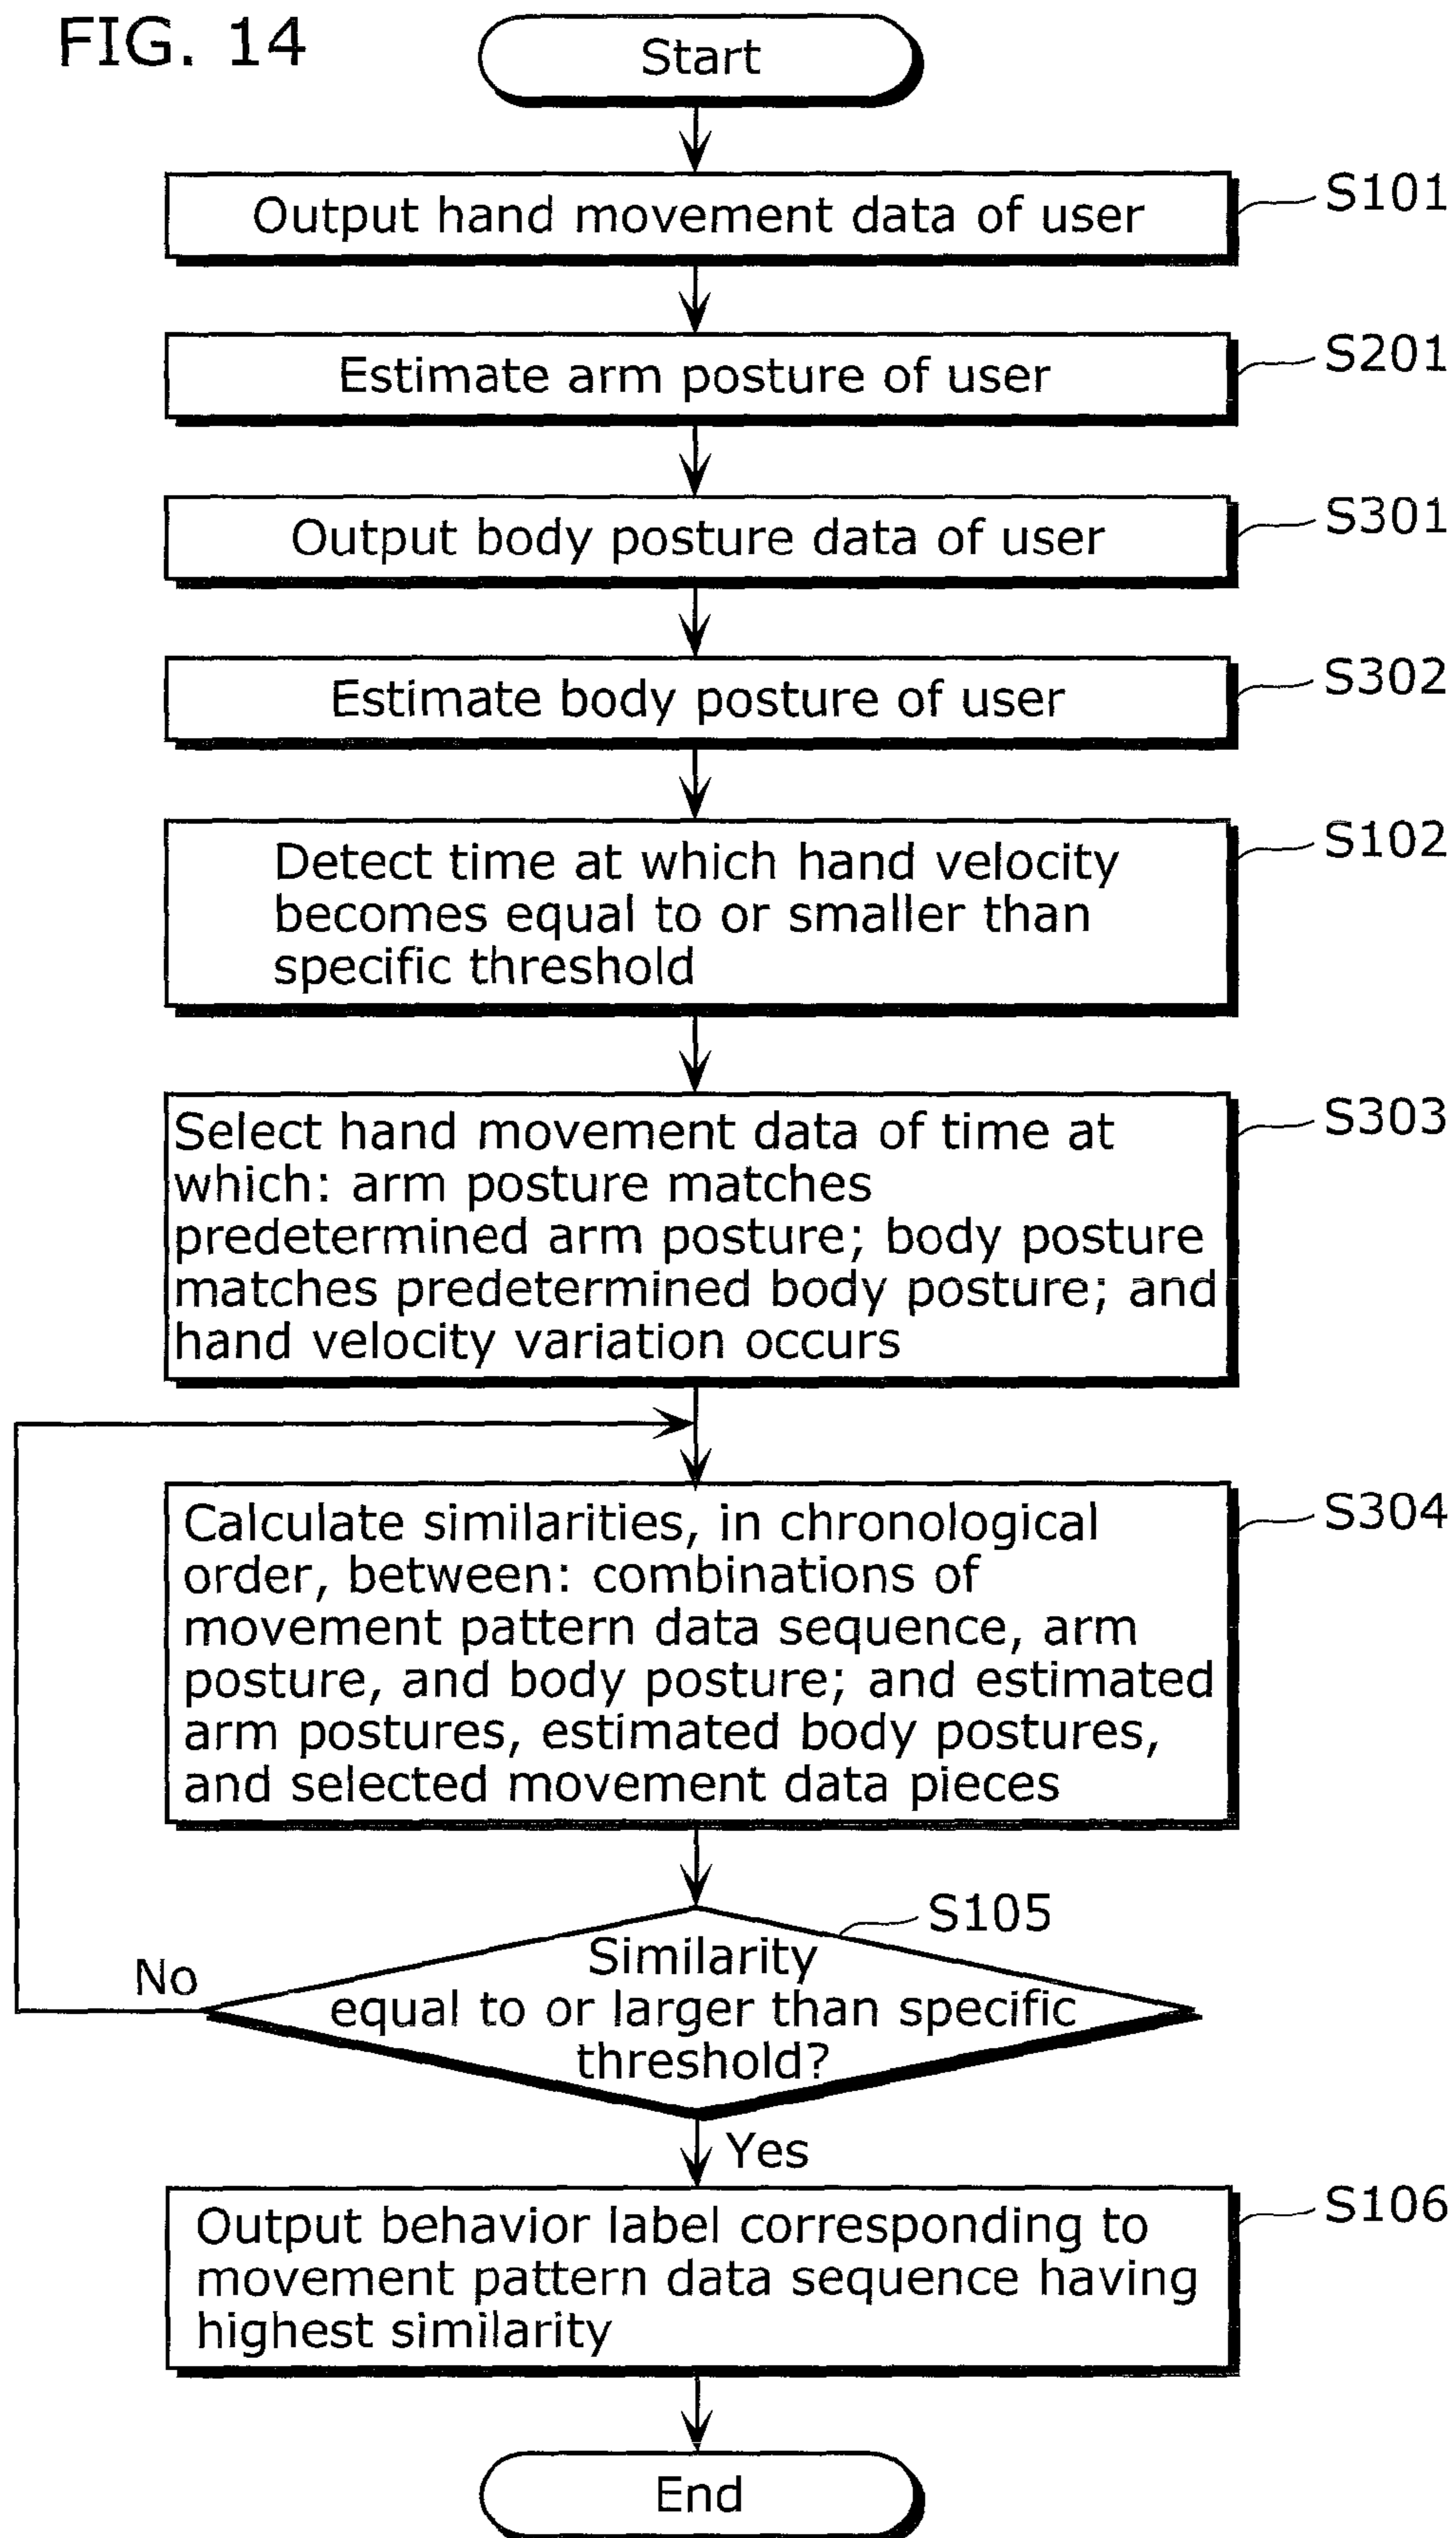 FIG. 14
Start
Output hand movement data of user
S101
Estimate arm posture of user
S201
Output body posture data of user
S301
Estimate body posture of user
S302
Detect time at which hand velocity
becomes equal to or smaller than
specific threshold
S102
Select hand movement data of time at
which: arm posture matches
predetermined arm posture; body posture
matches predetermined body posture; and
hand velocity variation occurs
S303
Calculate similarities, in chronological
order, between: combinations of
movement pattern data sequence, arm
posture, and body posture; and estimated
arm postures, estimated body postures,
and selected movement data pieces
S304
S105
Similarity
equal to or larger than specific
threshold?
No
Yes
Output behavior label corresponding to
movement pattern data sequence having
highest similarity
S106
End